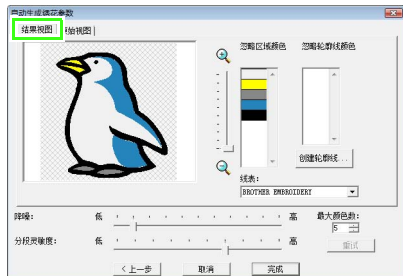 自动生成绣花参数
结果视图 原始视图
忽略区域颜色 忽略轮廓线颜色
创建轮廓线...
线表:
BROTHER EMBROIDERY
降噪: 低 高 最大颜色数:
5
分段灵敏度: 低 高 重试
<上一步 取消 完成